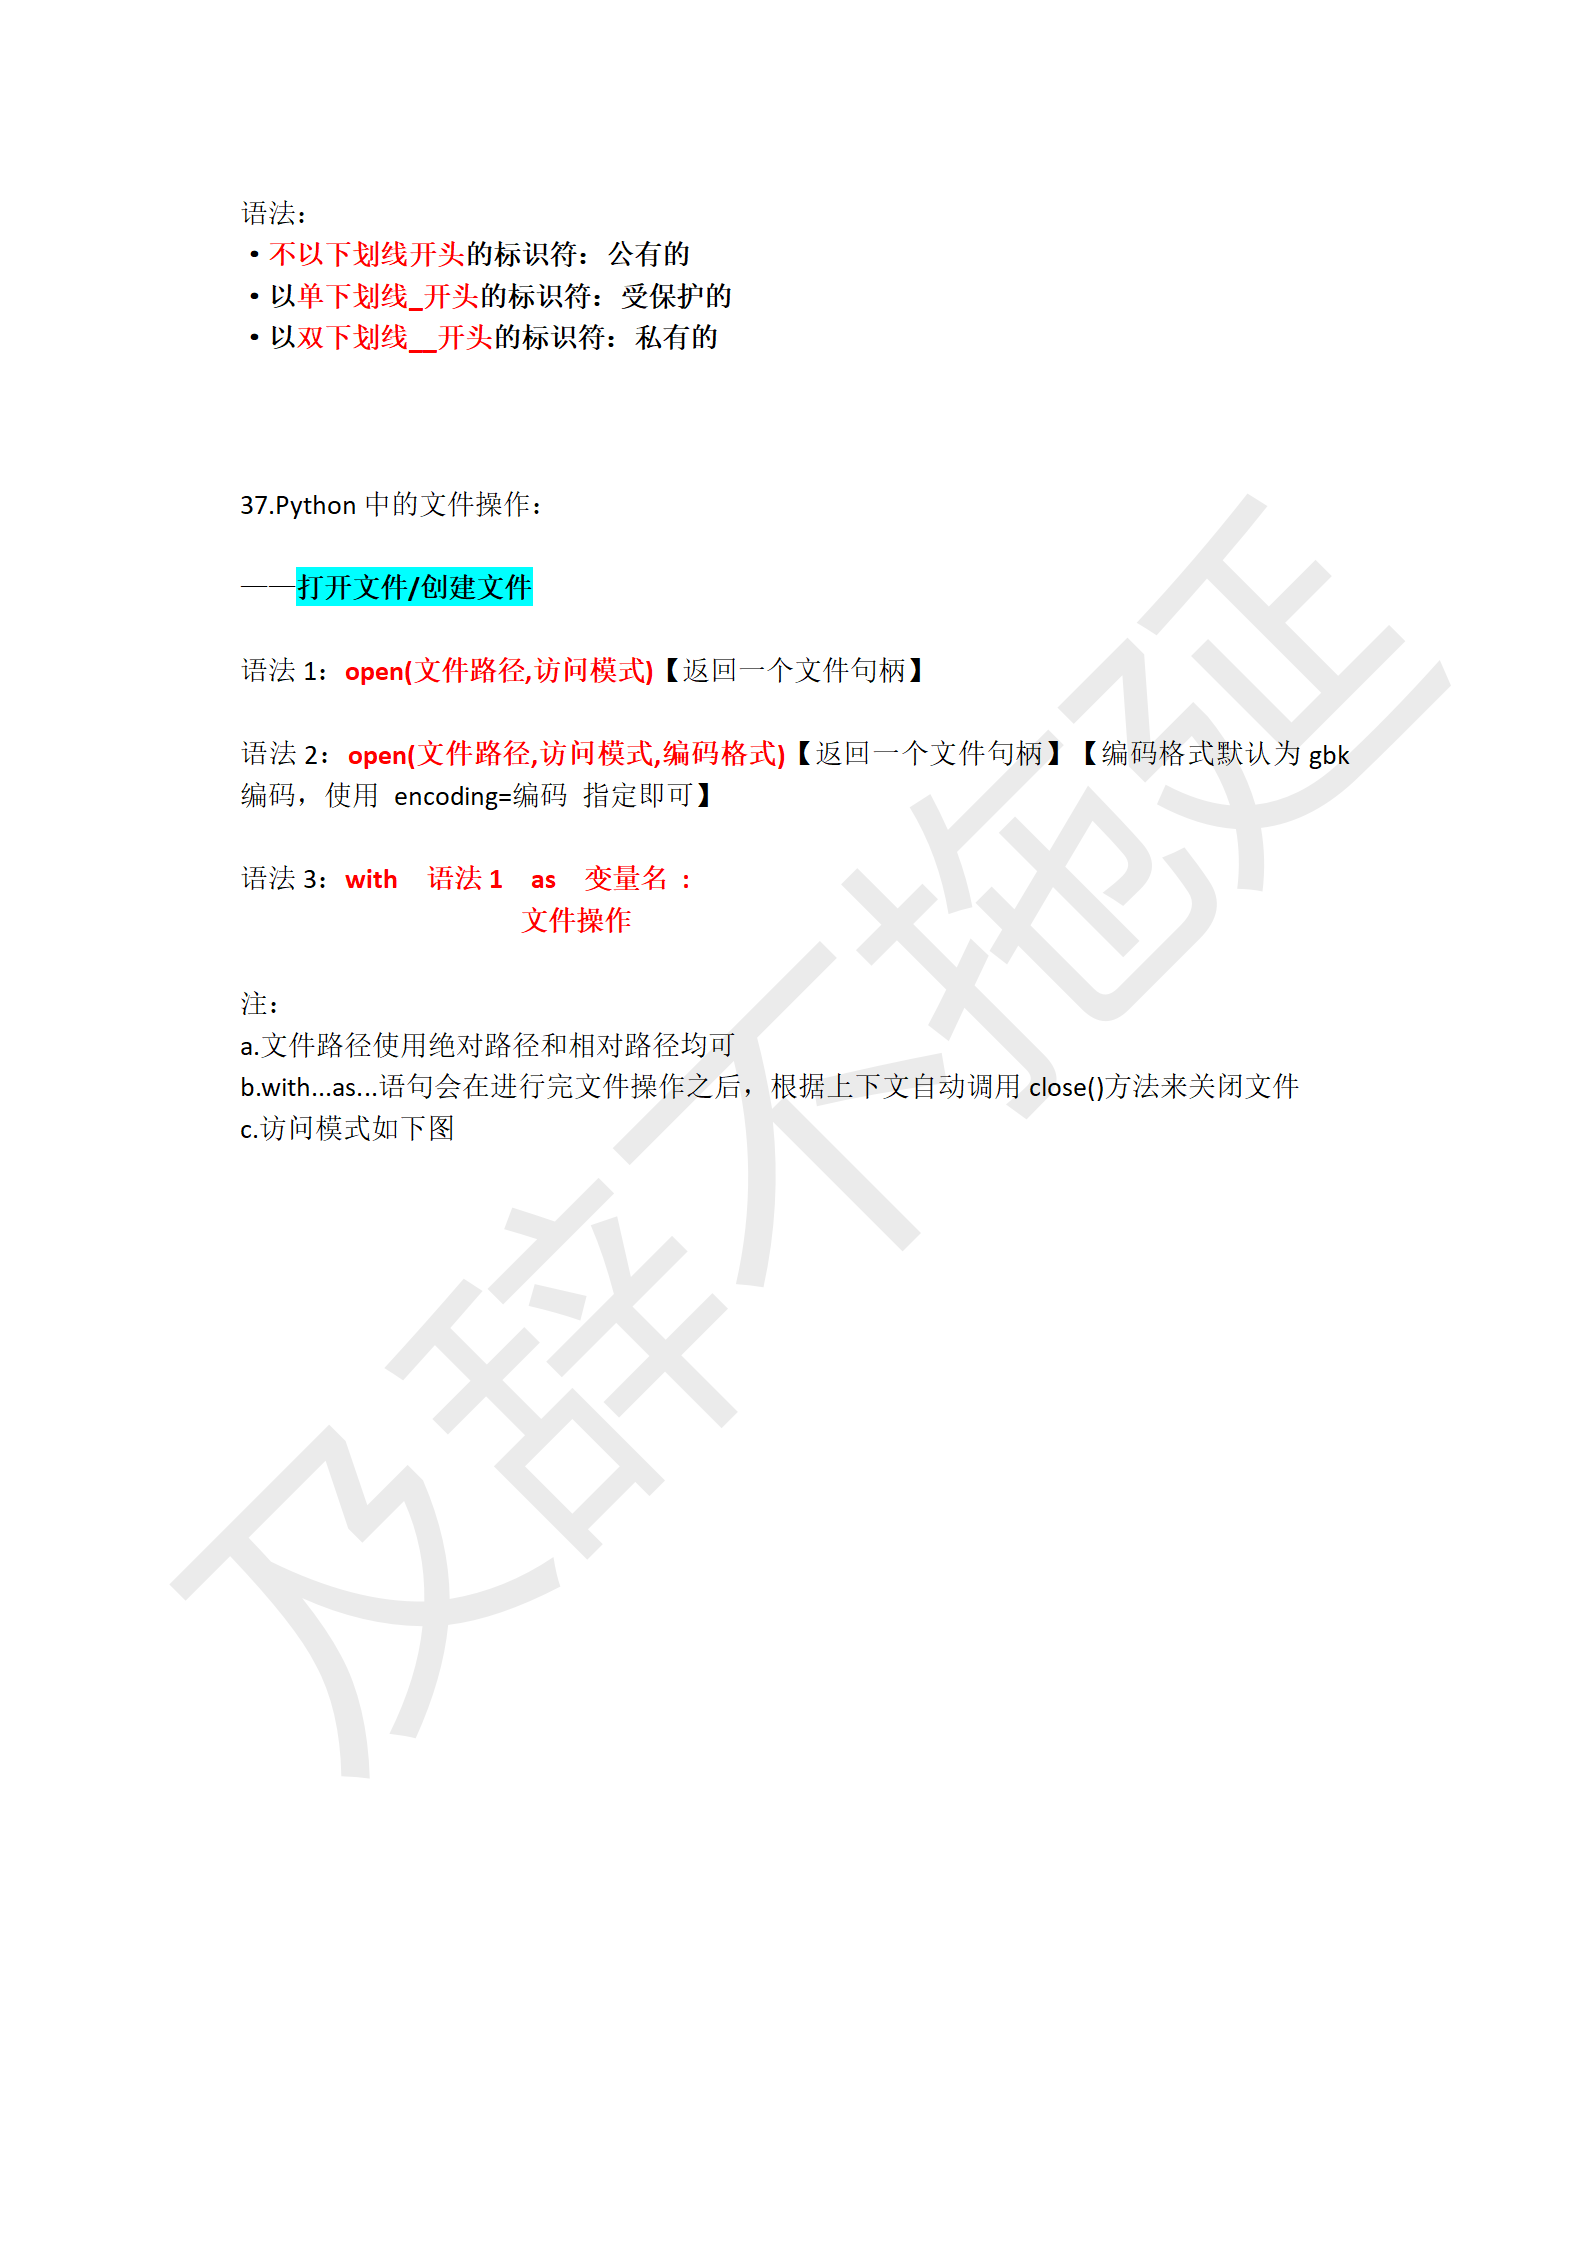 语法：
·不以下划线开头的标识符：公有的
·以单下划线_开头的标识符：受保护的
·以双下划线__开头的标识符：私有的
37.Python 中的文件操作：
——打开文件/创建文件
语法 1：open(文件路径,访问模式)【返回一个文件句柄】
语法 2：open(文件路径,访问模式,编码格式)【返回一个文件句柄】【编码格式默认为 gbk
编码，使用 encoding=编码 指定即可】
语法 3：with 语法 1 as 变量名 :
文件操作
注：
a.文件路径使用绝对路径和相对路径均可
b.with...as...语句会在进行完文件操作之后，根据上下文自动调用 close()方法来关闭文件
c.访问模式如下图
及辞不拖延